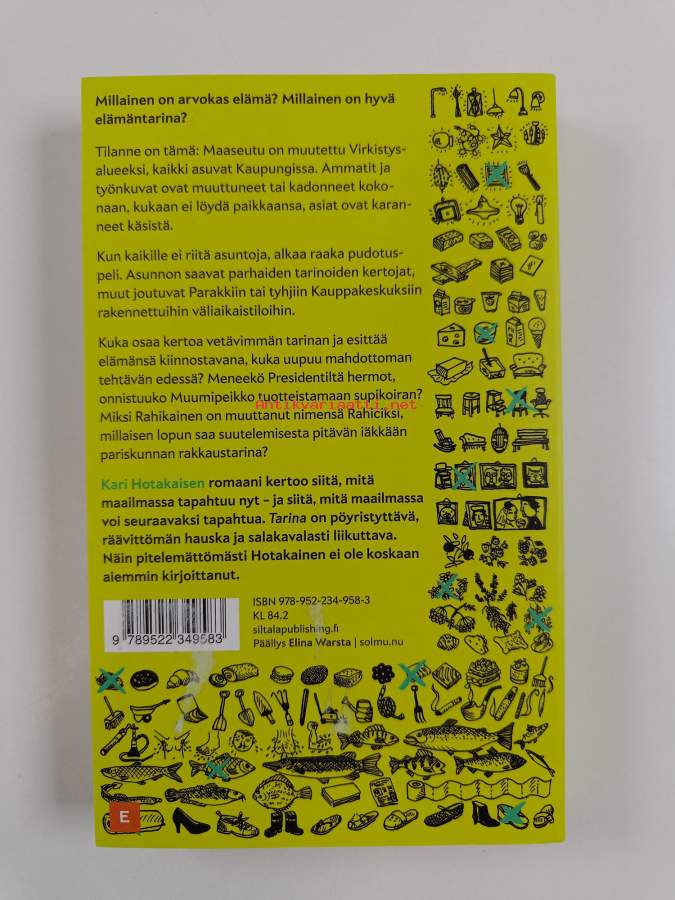 Millainen on arvokas elämä? Millainen on hyvä
elämäntarina?
Tilanne on tämä: Maaseutu on muutettu Virkistys-
alueeksi, kaikki asuvat Kaupungissa. Ammatit ja
työnkuvat ovat muuttuneet tai kadonneet koko-
naan, kukaan ei löydä paikkaansa, asiat ovat karan-
neet käsistä.
Kun kaikille ei riitä asuntoja, alkaa raaka pudotus-
peli. Asunnon saavat parhaiden tarinoiden kertojat,
muut joutuvat Parakkiin tai tyhjiin Kauppakeskuksiin
rakennettuihin väliaikaistiloihin.
Kuka osaa kertoa vetävimmän tarinan ja esittää
elämänsä kiinnostavana, kuka uupuu mahdottoman
tehtävän edessä? Meneekö Presidentiltä hermot,
onnistuuko Muumipeikko tuotteistamaan supikoiran?
Antikvariaatti.net
Miksi Rahikainen on muuttanut nimensä Rahiciksi,
millaisen lopun saa suutelemisesta pitävän iäkkään
pariskunnan rakkaustarina?
Kari Hotakaisen romaani kertoo siitä, mitä
maailmassa tapahtuu nyt – ja siitä, mitä maailmassa
voi seuraavaksi tapahtua. Tarina on pöyristyttävä,
räävittömän hauska ja salakavalasti liikuttava.
Näin pitelemättömästi Hotakainen ei ole koskaan
aiemmin kirjoittanut.
ISBN 978-952-234-958-3
KL 84.2
siltalapublishing.fi
Päällys Elina Warsta | solmu.nu
9 789522 349583
E